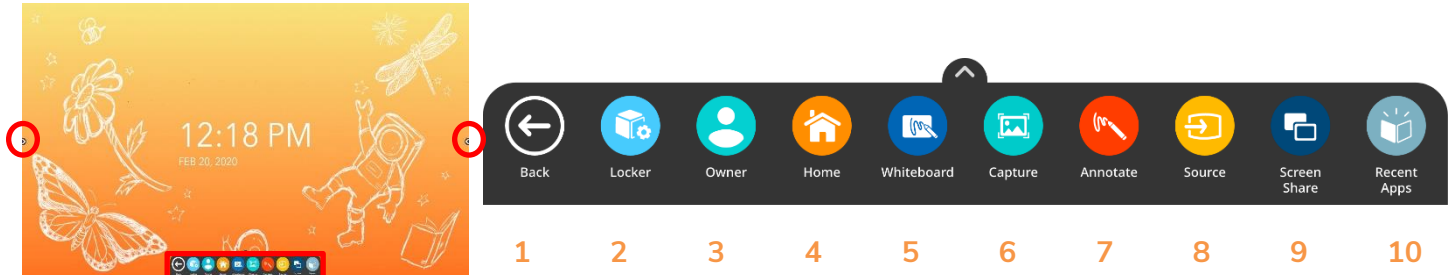 12:18 PM
FEB 20, 2020
Back
Locker
Owner
Home
Whiteboard
Capture
Annotate
Source
Screen
Share
Recent
Apps
1 2 3 4 5 6 7 8 9 10